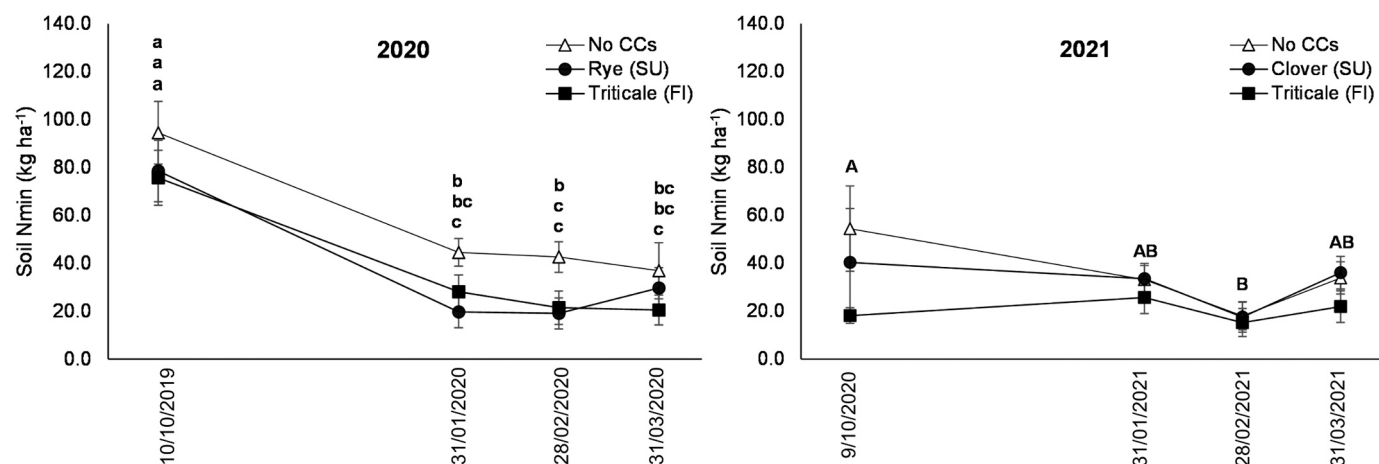 140.0
120.0
100.0
80.0
60.0
40.0
20.0
0.0
Soil Nmin (kg ha⁻¹)
2020
No CCs
Rye (SU)
Triticale (FI)
a
a
a
b
bc
c
b
c
c
bc
bc
c
10/10/2019
31/01/2020
28/02/2020
31/03/2020
140.0
120.0
100.0
80.0
60.0
40.0
20.0
0.0
Soil Nmin (kg ha⁻¹)
2021
No CCs
Clover (SU)
Triticale (FI)
A
AB
B
AB
9/10/2020
31/01/2021
28/02/2021
31/03/2021